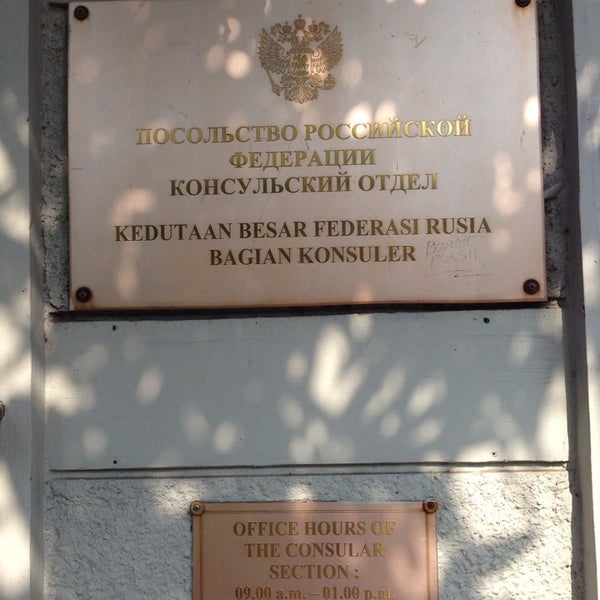 ПОСОЛЬСТВО РОССИЙСКОЙ
ФЕДЕРАЦИИ
КОНСУЛЬСКИЙ ОТДЕЛ
KEDUTAAN BESAR FEDERASI RUSIA
BAGIAN KONSULER
OFFICE HOURS OF
THE CONSULAR
SECTION :
09.00 a.m. – 01.00 p.m.